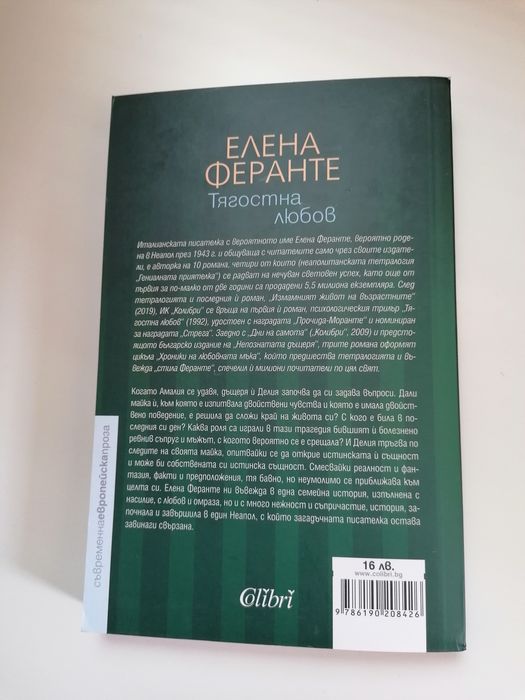 ЕЛЕНА
ФЕРАНТЕ
Тягостна
любов
Италианската писателка с вероятното име Елена Феранте, вероятно роде-
на в Неапол през 1943 г. и общуваща с читателите само чрез своите издате-
ли, е авторка на 10 романа, четири от които (неаполитанската тетралогия
„Гениалната приятелка“) се радват на нечуван световен успех, като още от
първия за по-малко от две години са продадени 5,5 милиона екземпляра. След
тетралогията и последния ѝ роман, „Измамният живот на възрастните“
(2019), ИК „Колибри“ се връща на първия ѝ роман, психологическия трилър „Тя-
гостна любов“ (1992), удостоен с наградата „Прочида-Моранте“ и номиниран
за наградата „Стрега“. Заедно с „Дни на самота“ („Колибри“, 2009) и предсто-
ящото българско издание на „Непознатата дъщеря“, трите романа оформят
цикъла „Хроники на любовната мъка“, който предшества тетралогията и въ-
вежда „стила Феранте“, спечелил ѝ милиони почитатели по цял свят.
Когато Амалия се удавя, дъщеря ѝ Делия започва да си задава въпроси. Дали
майка ѝ, към която е изпитвала двойствени чувства и която е имала двойст-
вено поведение, е решила да сложи край на живота си? С кого е била в по-
следния си ден? Каква роля са играли в тази трагедия бившият ѝ болезнено
ревнив съпруг и мъжът, с когото вероятно се е срещала? И Делия тръгва по
следите на своята майка, опитвайки се да открие истинската ѝ същност
и може би собствената си истинска същност. Смесвайки реалност и фан-
тазия, факти и предположения, тя бавно, но неумолимо се приближава към
целта си. Елена Феранте ни въвежда в една семейна история, изпълнена с
насилие, с любов и омраза, но и с много нежност и съпричастие, история, за-
почнала и завършила в един Неапол, с който загадъчната писателка остава
завинаги свързана.
съвременнаевропейскапроза
Colibri
16 лв.
www.colibri.bg
9 786190 208426